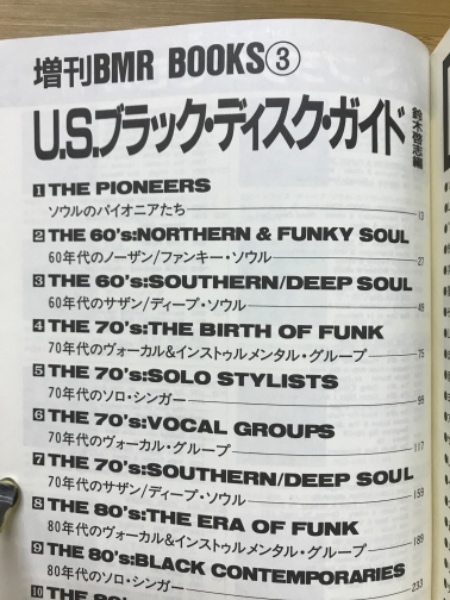 増刊BMR BOOKS③
U.S.ブラック・ディスク・ガイド 鈴木啓志編
1 THE PIONEERS
ソウルのパイオニアたち 13
2 THE 60's:NORTHERN & FUNKY SOUL
60年代のノーザン/ファンキー・ソウル 27
3 THE 60's:SOUTHERN/DEEP SOUL
60年代のサザン/ディープ・ソウル 49
4 THE 70's:THE BIRTH OF FUNK
70年代のヴォーカル&インストゥルメンタル・グループ 75
5 THE 70's:SOLO STYLISTS
70年代のソロ・シンガー 99
6 THE 70's:VOCAL GROUPS
70年代のヴォーカル・グループ 117
7 THE 70's:SOUTHERN/DEEP SOUL
70年代のサザン/ディープ・ソウル 159
8 THE 80's:THE ERA OF FUNK
80年代のヴォーカル&インストゥルメンタル・グループ 189
9 THE 80's:BLACK CONTEMPORARIES
80年代のソロ・シンガー 233
10 THE